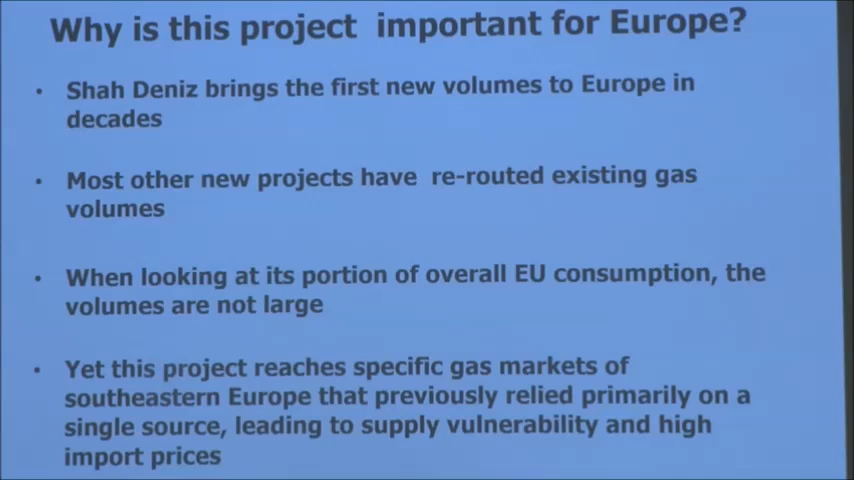 Why is this project important for Europe?
• Shah Deniz brings the first new volumes to Europe in
decades
• Most other new projects have re-routed existing gas
volumes
• When looking at its portion of overall EU consumption, the
volumes are not large
• Yet this project reaches specific gas markets of
southeastern Europe that previously relied primarily on a
single source, leading to supply vulnerability and high
import prices